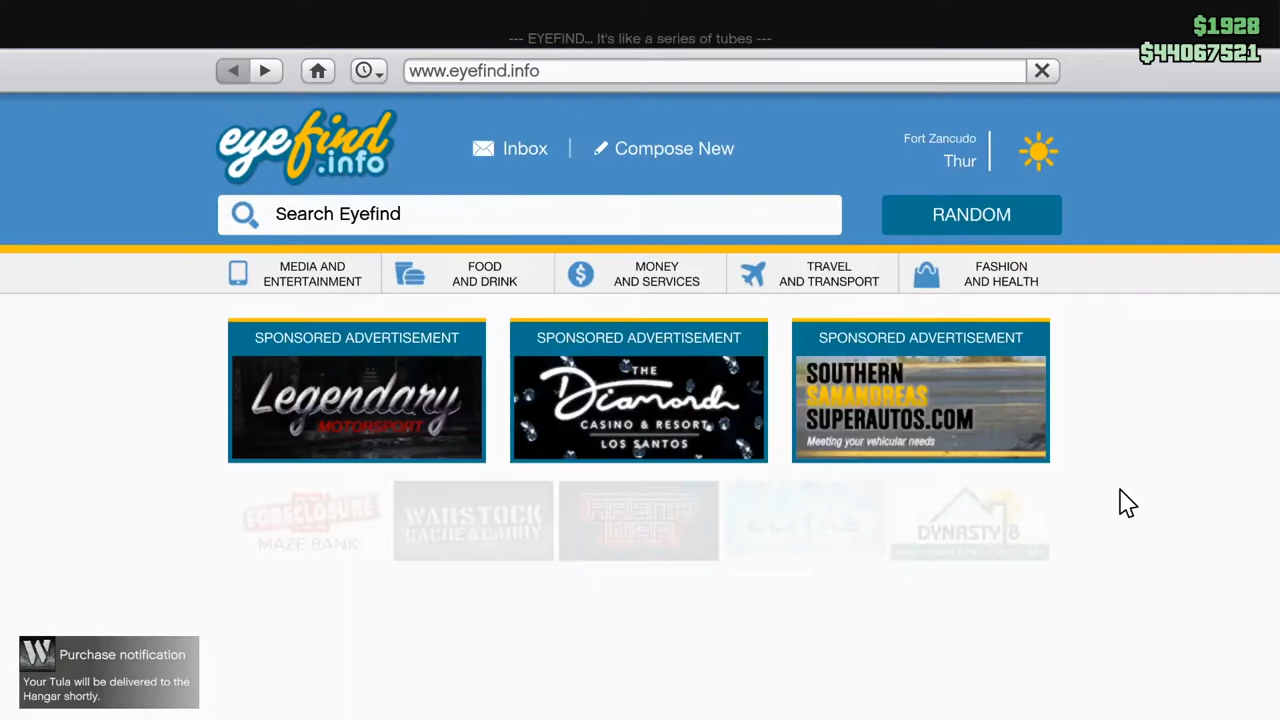 $1928
--- EYEFIND... It's like a series of tubes ---
$44067521
www.eyefind.info
eyefind
.info
Inbox
Compose New
Fort Zancudo
Thur
Search Eyefind
RANDOM
MEDIA AND
ENTERTAINMENT
FOOD
AND DRINK
MONEY
AND SERVICES
TRAVEL
AND TRANSPORT
FASHION
AND HEALTH
SPONSORED ADVERTISEMENT
Legendary
MOTORSPORT
SPONSORED ADVERTISEMENT
THE
Diamond
CASINO & RESORT
LOS SANTOS
SPONSORED ADVERTISEMENT
SOUTHERN
SANANDREAS
SUPERAUTOS.COM
Meeting your vehicular needs
FORECLOSURE
MAZE BANK
WARSTOCK
CACHE&CARRY
ARENA
WAR
ELITÁS
DYNASTY 8
W
Purchase notification
Your Tula will be delivered to the
Hangar shortly.